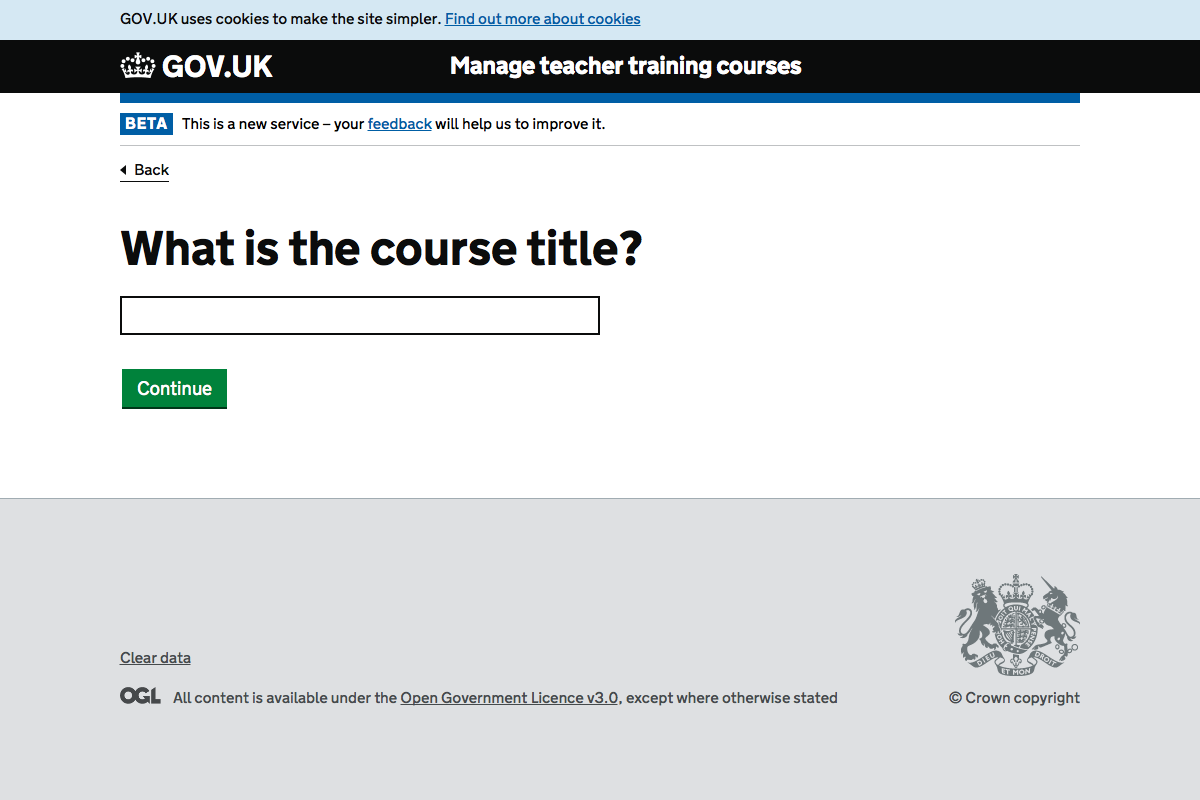 GOV.UK uses cookies to make the site simpler. Find out more about cookies
GOV.UK Manage teacher training courses
BETA This is a new service – your feedback will help us to improve it.
Back
What is the course title?
Continue
DIEU ET MON DROIT
Clear data
OGL All content is available under the Open Government Licence v3.0, except where otherwise stated
© Crown copyright